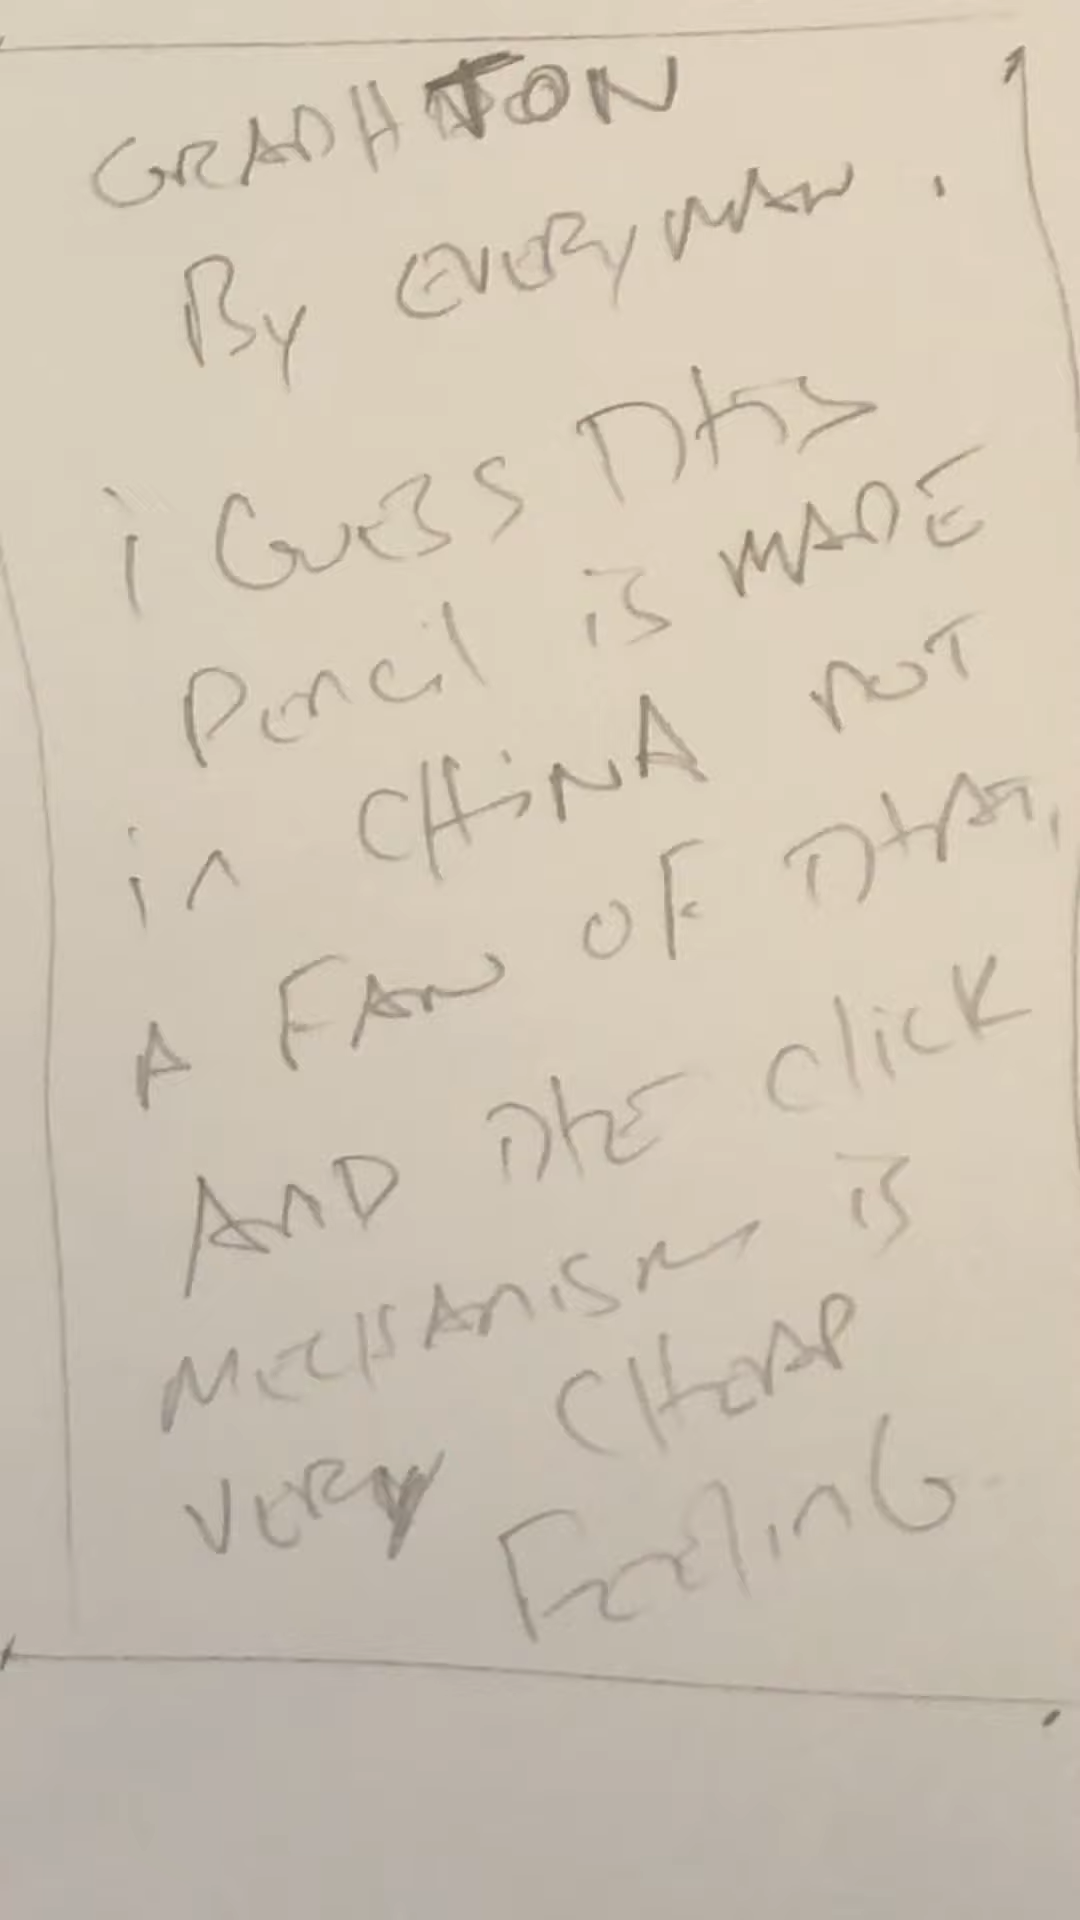 GRAPHTON
By EVERYMAN.
i GUESS THIS
PENCIL is MADE
in CHINA NOT
A FAN OF THAT,
AND THE CLICK
MECHANISM is
VERY CHEAP
FEELING.